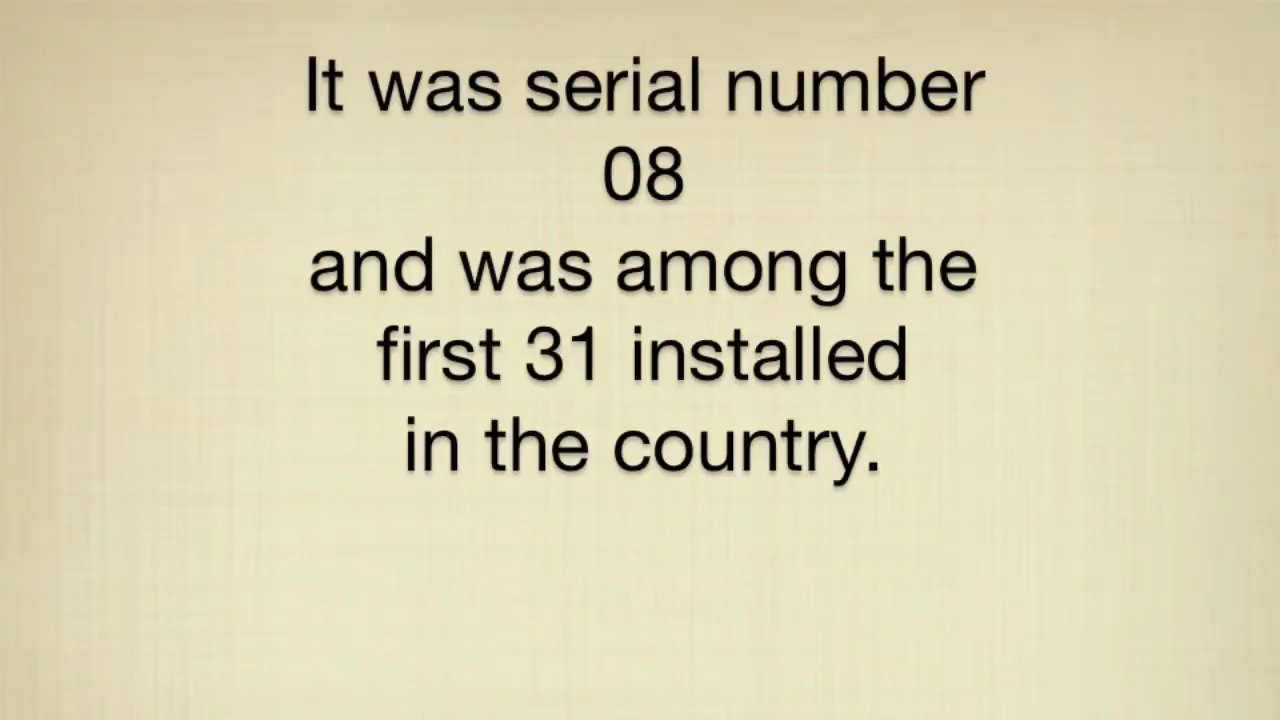 It was serial number
08
and was among the
first 31 installed
in the country.